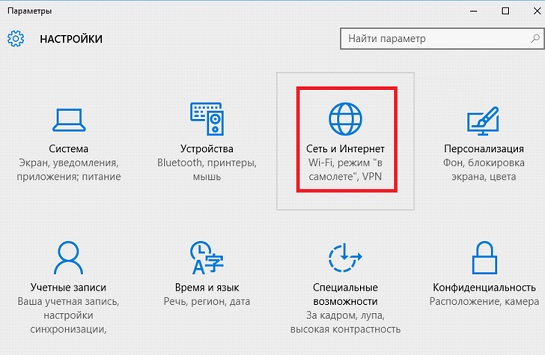 Параметры
НАСТРОЙКИ
Найти параметр
Система
Экран, уведомления,
приложения; питание
Устройства
Bluetooth, принтеры,
мышь
Сеть и Интернет
Wi-Fi, режим "в
самолете", VPN
Персонализация
Фон, блокировка
экрана, цвета
Учетные записи
Ваша учетная запись,
настройки
синхронизации,
Время и язык
Речь, регион, дата
Специальные
возможности
За кадром, лупа,
высокая контрастность
Конфиденциальность
Расположение, камера